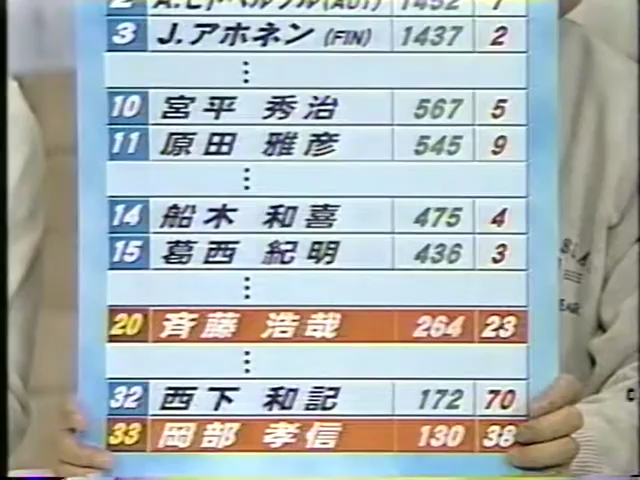 3 J.アホネン (FIN) 1437 2
⋮
10 宮平 秀治 567 5
11 原田 雅彦 545 9
⋮
14 船木 和喜 475 4
15 葛西 紀明 436 3
⋮
20 斉藤 浩哉 264 23
⋮
32 西下 和記 172 70
33 岡部 孝信 130 38